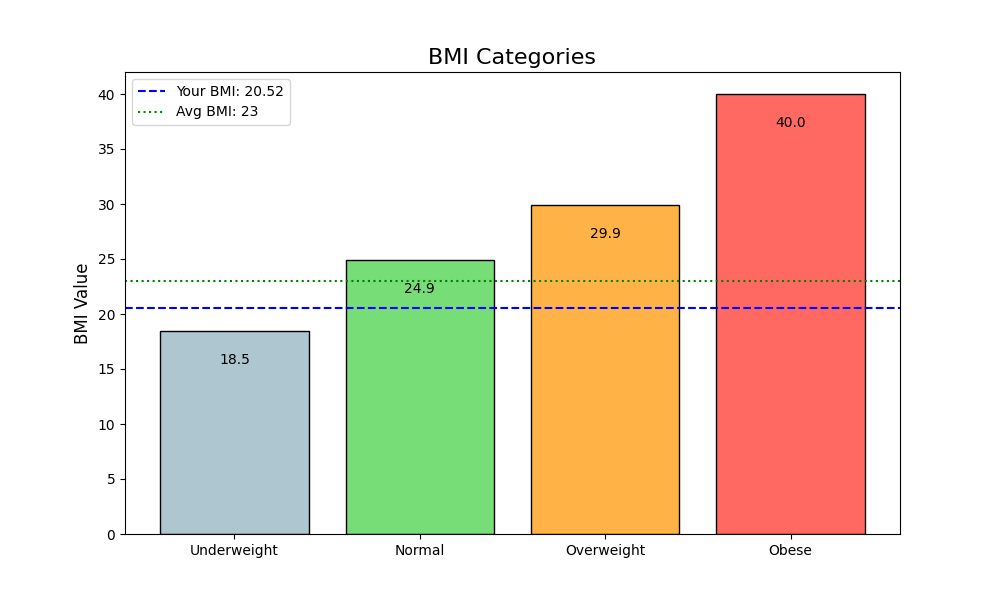 BMI Categories
Your BMI: 20.52
Avg BMI: 23
BMI Value
40
35
30
25
20
15
10
5
0
18.5
24.9
29.9
40.0
Underweight
Normal
Overweight
Obese